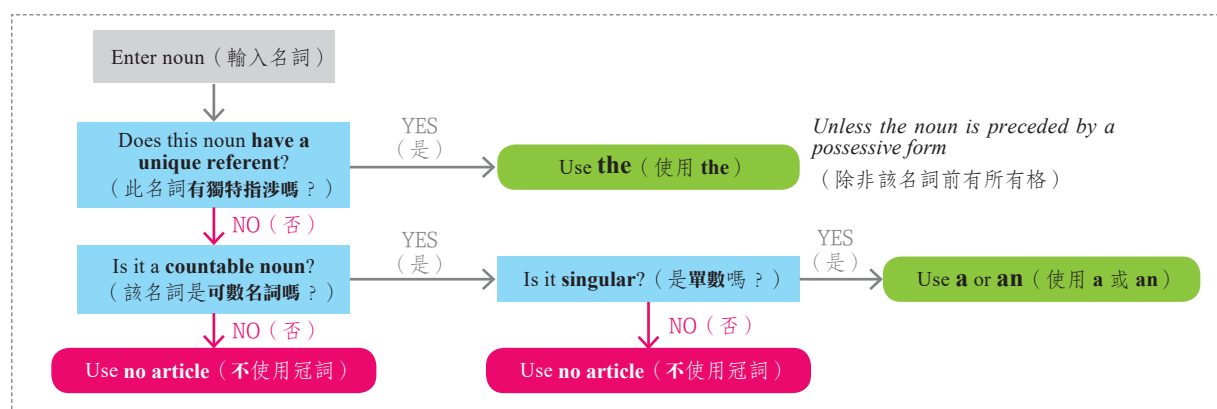 Enter noun（輸入名詞）
Does this noun have a
unique referent?
（此名詞有獨特指涉嗎？）
YES
（是）
Use the（使用 the）
Unless the noun is preceded by a
possessive form
（除非該名詞前有所有格）
NO（否）
Is it a countable noun?
（該名詞是可數名詞嗎？）
YES
（是）
Is it singular?（是單數嗎？）
YES
（是）
Use a or an（使用 a 或 an）
NO（否）
Use no article（不使用冠詞）
NO（否）
Use no article（不使用冠詞）